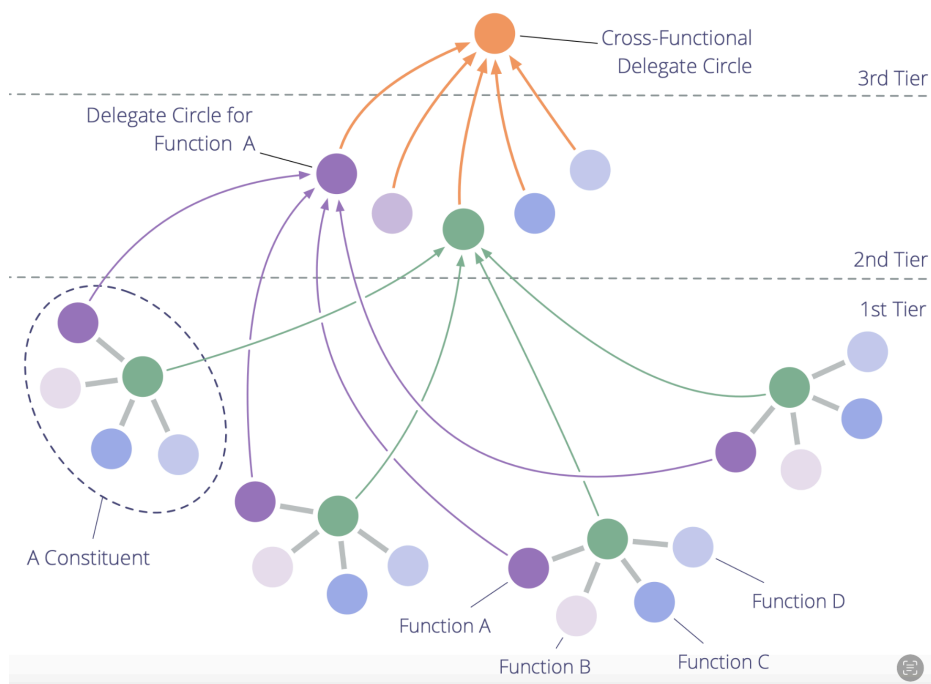 Cross-Functional
Delegate Circle
3rd Tier
Delegate Circle for
Function A
2nd Tier
1st Tier
A Constituent
Function A
Function B
Function C
Function D